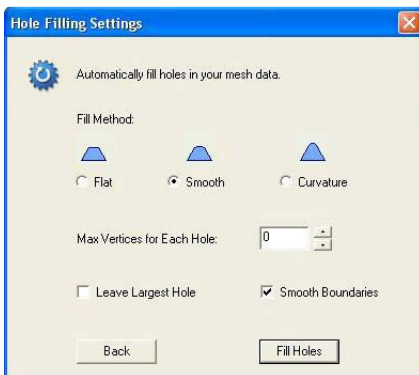 Hole Filling Settings
Automatically fill holes in your mesh data.
Fill Method:
Flat Smooth Curvature
Max Vertices for Each Hole: 0
Leave Largest Hole Smooth Boundaries
Back Fill Holes